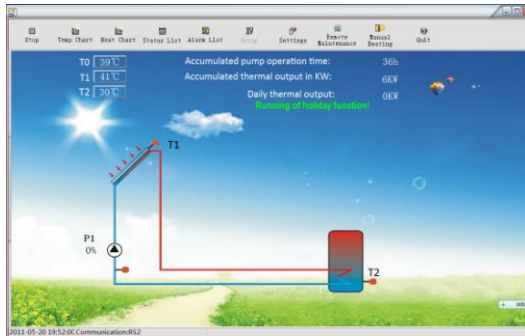 Stop
Temp Chart
Heat Chart
Status List
Alarm List
Setup
Settings
Remote Maintenance
Manual Heating
Quit
T0 39℃
T1 41℃
T2 30℃
Accumulated pump operation time: 36h
Accumulated thermal output in KW: 6KW
Daily thermal output: 0KW
Running of holiday function!
T1
P1
0%
T2
2011-05-20 19:52:00 Communication:RS2